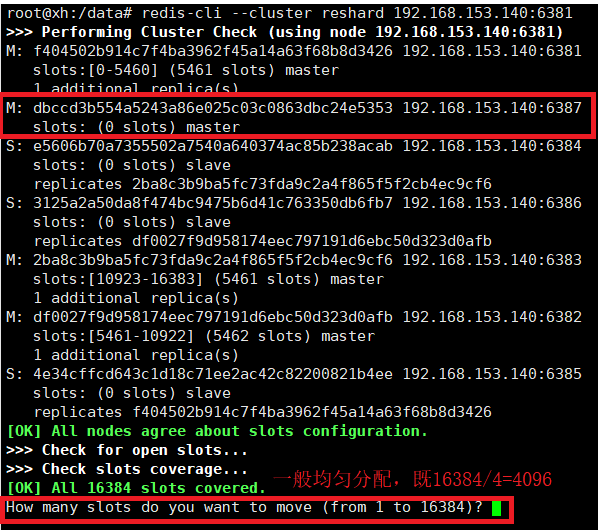 root@xh:/data# redis-cli --cluster reshard 192.168.153.140:6381
>>> Performing Cluster Check (using node 192.168.153.140:6381)
M: f404502b914c7f4ba3962f45a14a63f68b8d3426 192.168.153.140:6381
slots:[0-5460] (5461 slots) master
1 additional replica(s)
M: dbccd3b554a5243a86e025c03c0863dbc24e5353 192.168.153.140:6387
slots: (0 slots) master
S: e5606b70a7355502a7540a640374ac85b238acab 192.168.153.140:6384
slots: (0 slots) slave
replicates 2ba8c3b9ba5fc73fda9c2a4f865f5f2cb4ec9cf6
S: 3125a2a50da8f474bc9475b6d41c763350db6fb7 192.168.153.140:6386
slots: (0 slots) slave
replicates df0027f9d958174eec797191d6ebc50d323d0afb
M: 2ba8c3b9ba5fc73fda9c2a4f865f5f2cb4ec9cf6 192.168.153.140:6383
slots:[10923-16383] (5461 slots) master
1 additional replica(s)
M: df0027f9d958174eec797191d6ebc50d323d0afb 192.168.153.140:6382
slots:[5461-10922] (5462 slots) master
1 additional replica(s)
S: 4e34cffcd643c1d18c71ee2ac42c82200821b4ee 192.168.153.140:6385
slots: (0 slots) slave
replicates f404502b914c7f4ba3962f45a14a63f68b8d3426
[OK] All nodes agree about slots configuration.
>>> Check for open slots...
>>> Check slots coverage...
[OK] All 16384 slots covered. 一般均匀分配，既16384/4=4096
How many slots do you want to move (from 1 to 16384)?